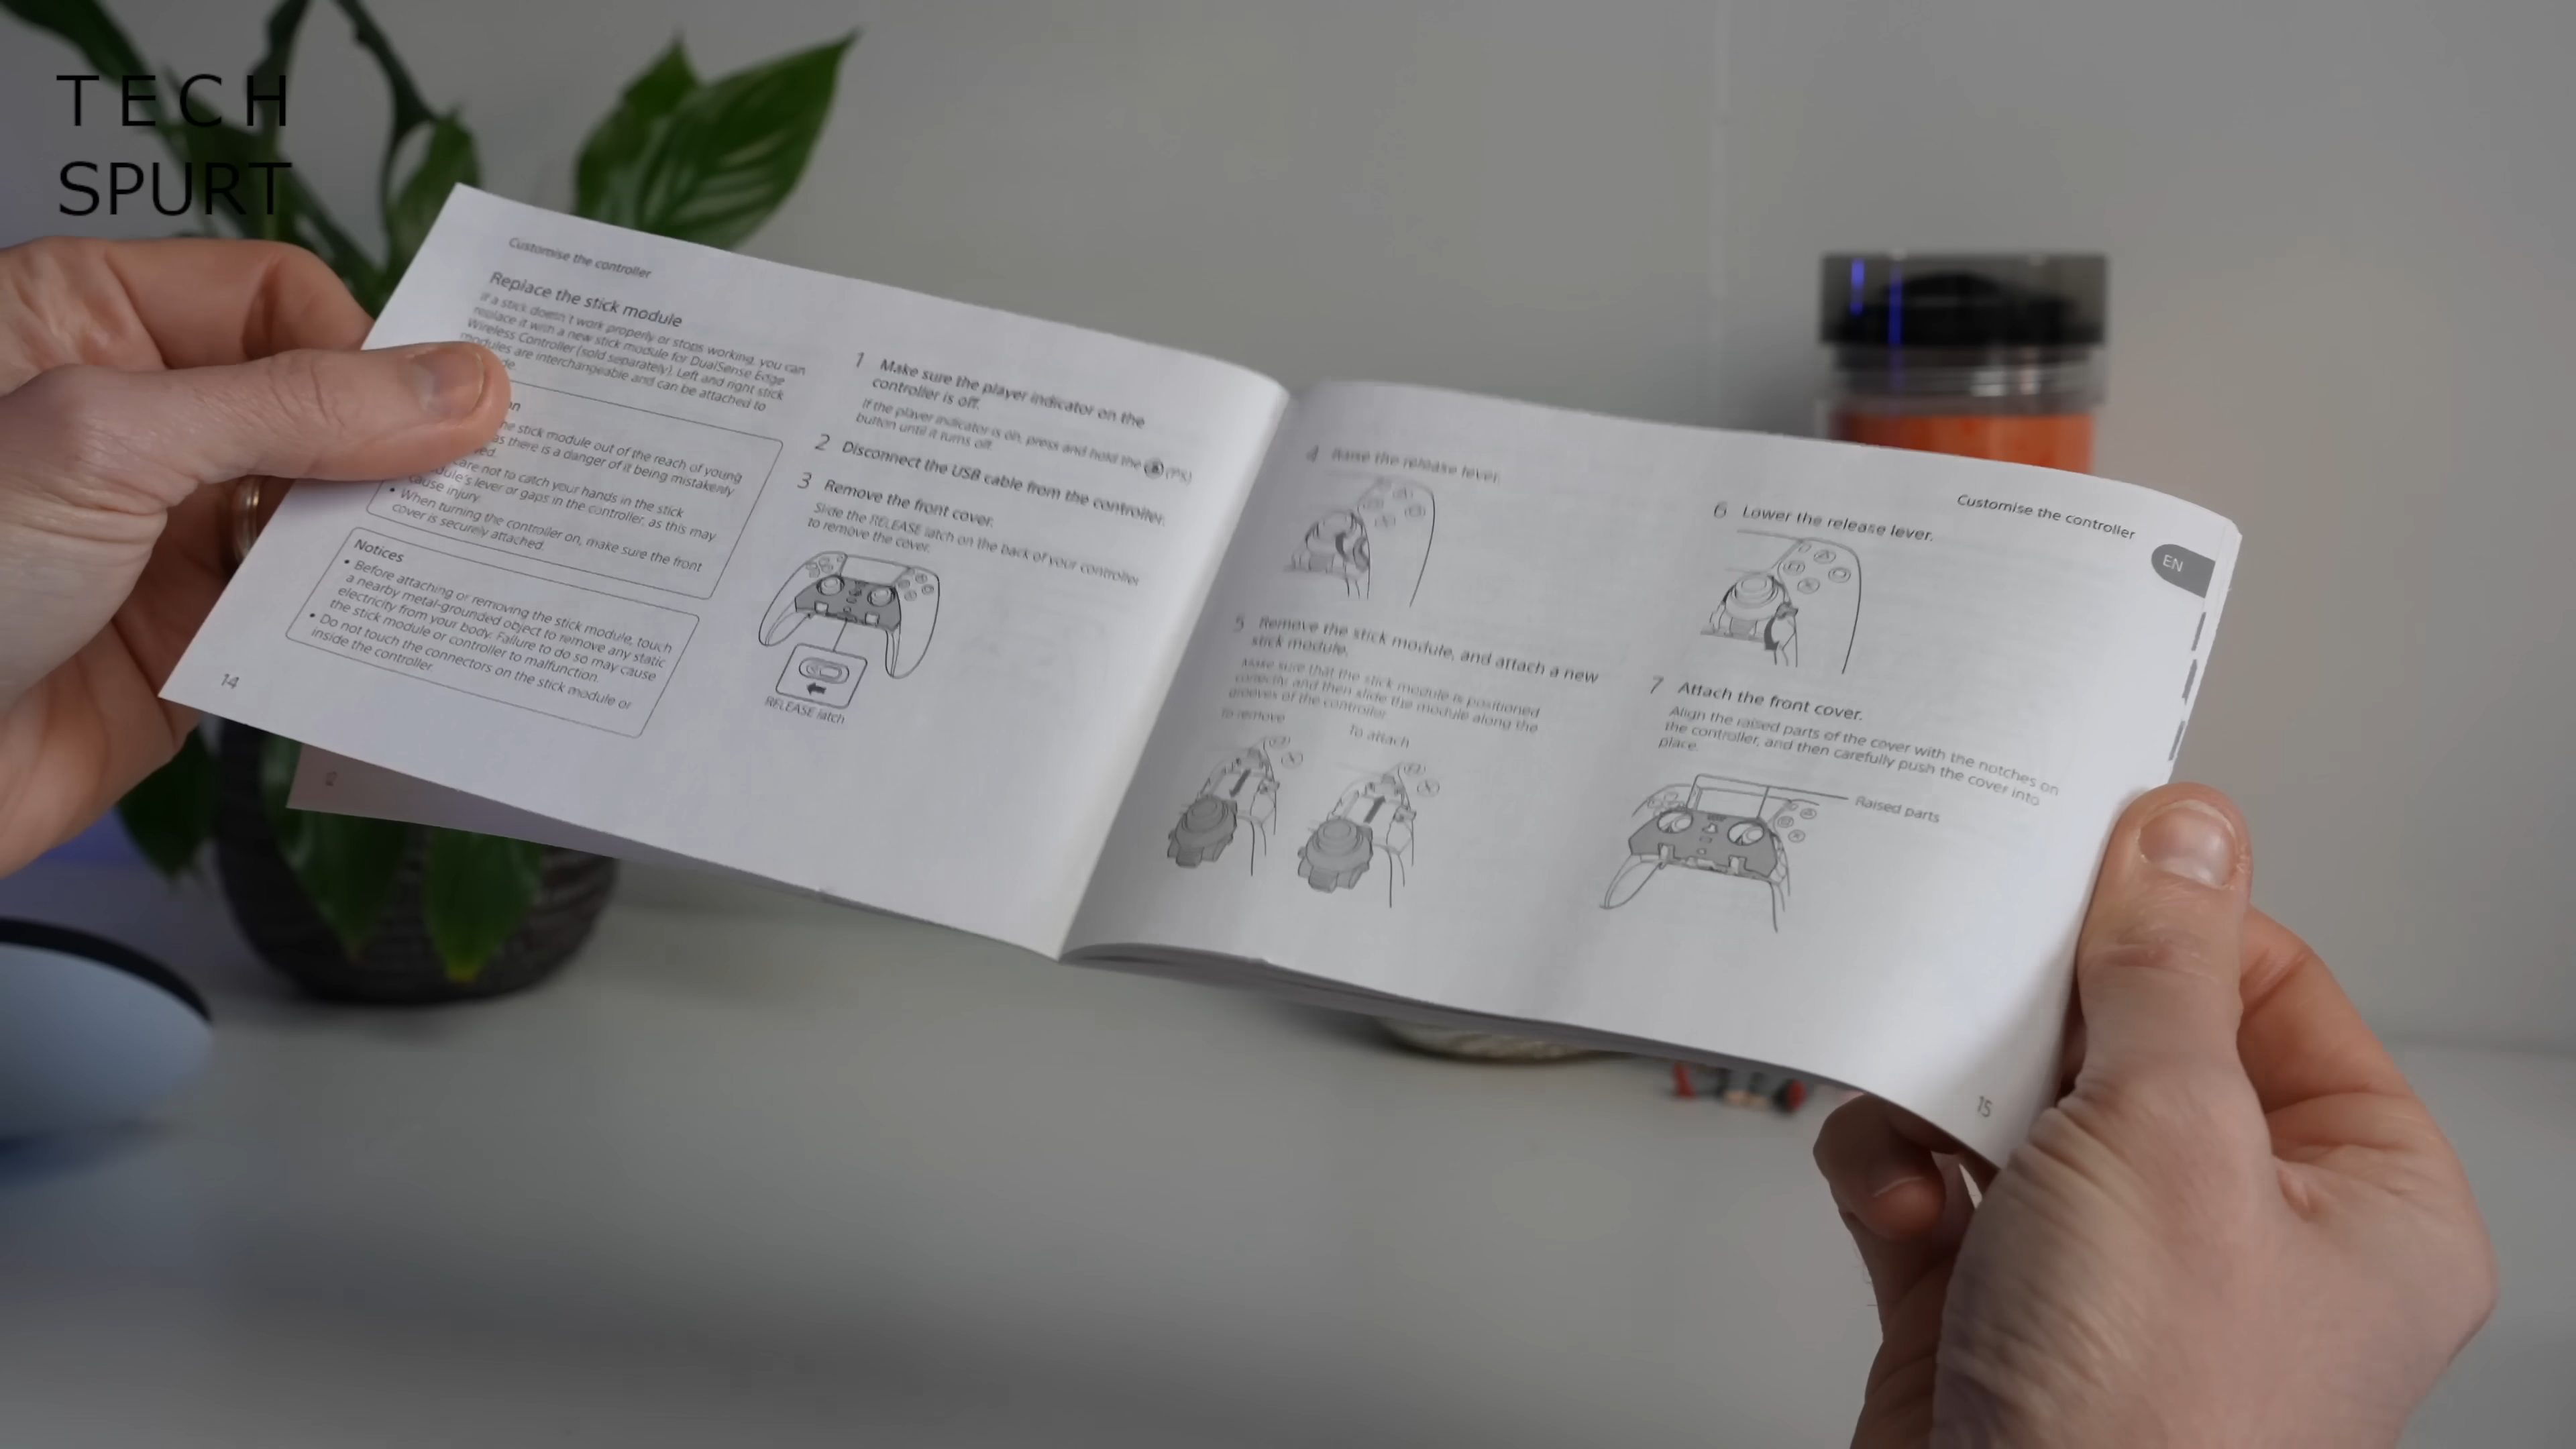 TECH
SPURT
Customise the controller
Replace the stick module
If a stick doesn't work properly or stops working, you can
replace it with a new stick module for DualSense Edge
Wireless Controller (sold separately). Left and right stick
modules are interchangeable and can be attached to
stick module out of the reach of young
as there is a danger of it being mistakenly
care not to catch your hands in the stick
module's lever or gaps in the controller, as this may
cause injury.
• When turning the controller on, make sure the front
cover is securely attached.
Notices
• Before attaching or removing the stick module, touch
a nearby metal-grounded object to remove any static
electricity from your body. Failure to do so may cause
the stick module or controller to malfunction.
• Do not touch the connectors on the stick module or
inside the controller.
14
1 Make sure the player indicator on the
controller is off.
If the player indicator is on, press and hold the (PS)
button until it turns off.
2 Disconnect the USB cable from the controller.
3 Remove the front cover.
Slide the RELEASE latch on the back of your controller
to remove the cover.
RELEASE latch
4 Raise the release lever.
5 Remove the stick module, and attach a new
stick module.
Make sure that the stick module is positioned
correctly and then slide the module along the
grooves of the controller.
To remove
To attach
Customise the controller
EN
6 Lower the release lever.
7 Attach the front cover.
Align the raised parts of the cover with the notches on
the controller, and then carefully push the cover into
place.
Raised parts
15